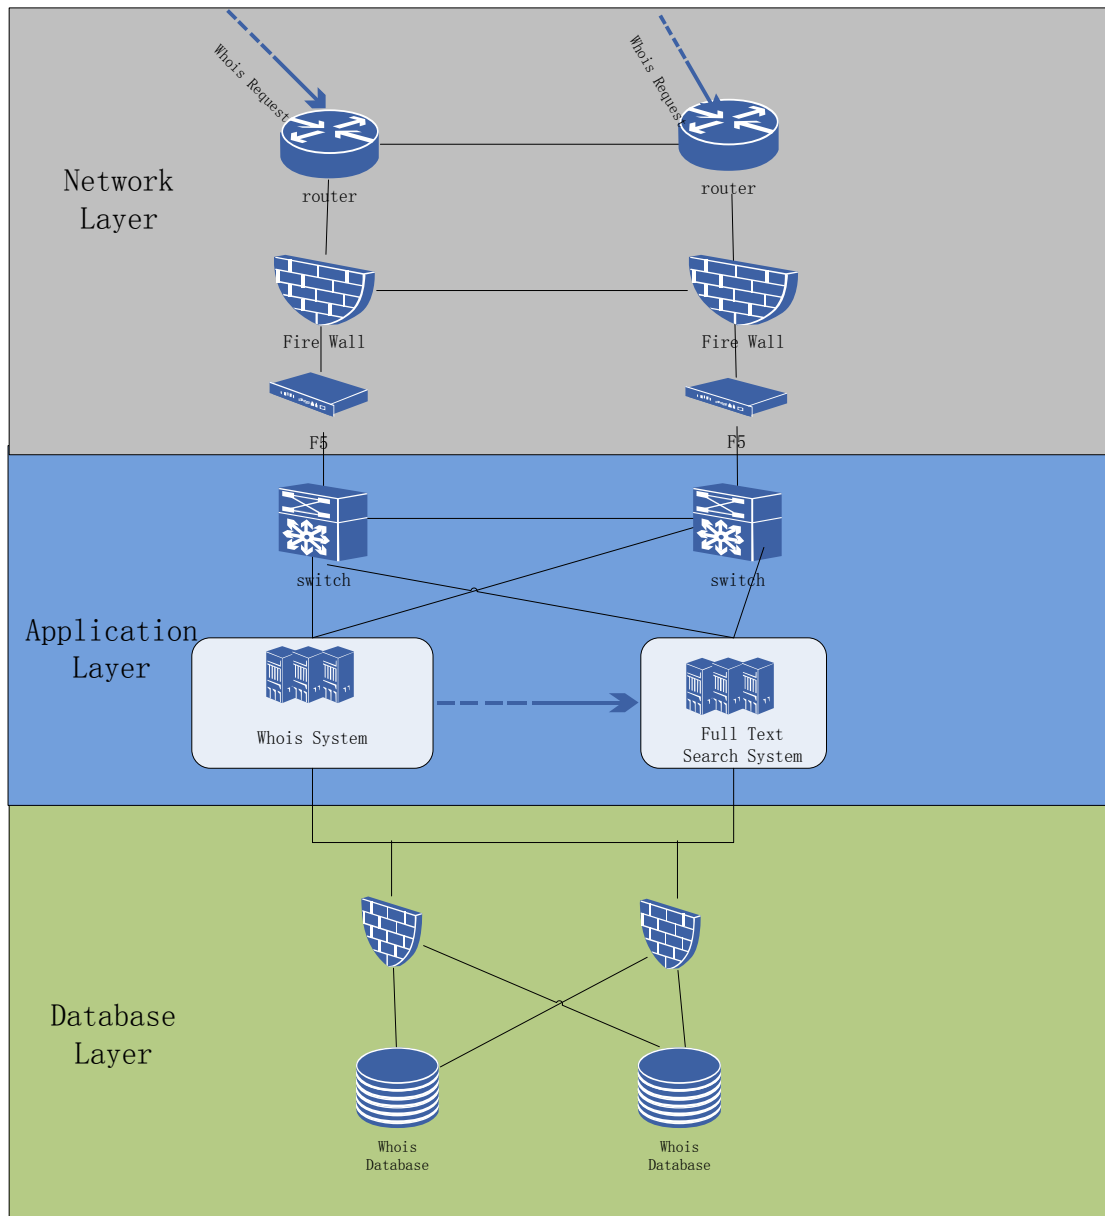 Whois Request
Whois Request
router
router
Network
Layer
Fire Wall
Fire Wall
F5
F5
switch
switch
Application
Layer
Whois System
Full Text
Search System
Database
Layer
Whois
Database
Whois
Database